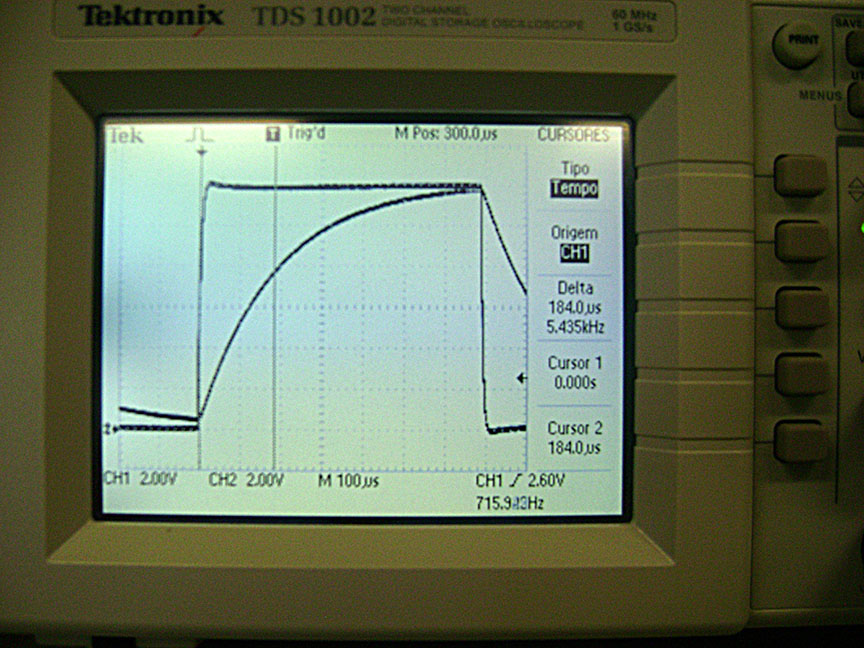 Tektronix TDS 1002 TWO CHANNEL DIGITAL STORAGE OSCILLOSCOPE
60 MHz
1 GS/s
PRINT
SAVE
MENUS
UT
Tek T Trig'd M Pos: 300.0µs CURSORES
Tipo
Tempo
Origem
CH1
Delta
184.0µs
5.435kHz
Cursor 1
0.000s
Cursor 2
184.0µs
CH1 2.00V CH2 2.00V M 100µs CH1 2.60V